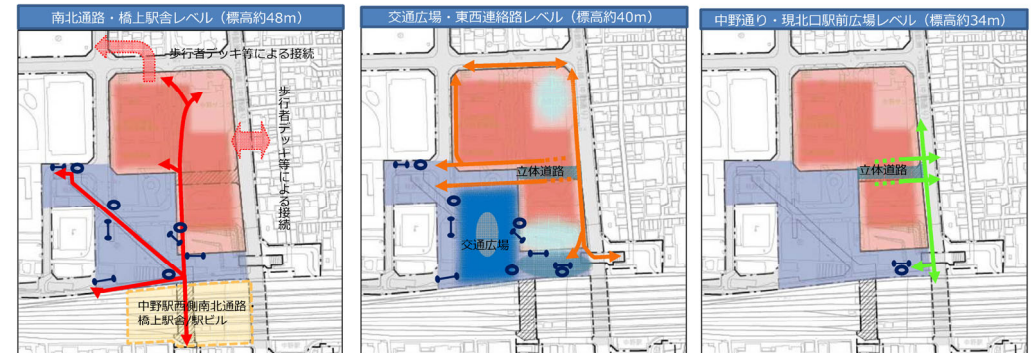 南北通路・橋上駅舎レベル（標高約48m）
歩行者デッキ等による接続
歩行者デッキ等による接続
中野駅西側南北通路・
橋上駅舎/駅ビル
交通広場・東西連絡路レベル（標高約40m）
立体道路
交通広場
中野通り・現北口駅前広場レベル（標高約34m）
立体道路